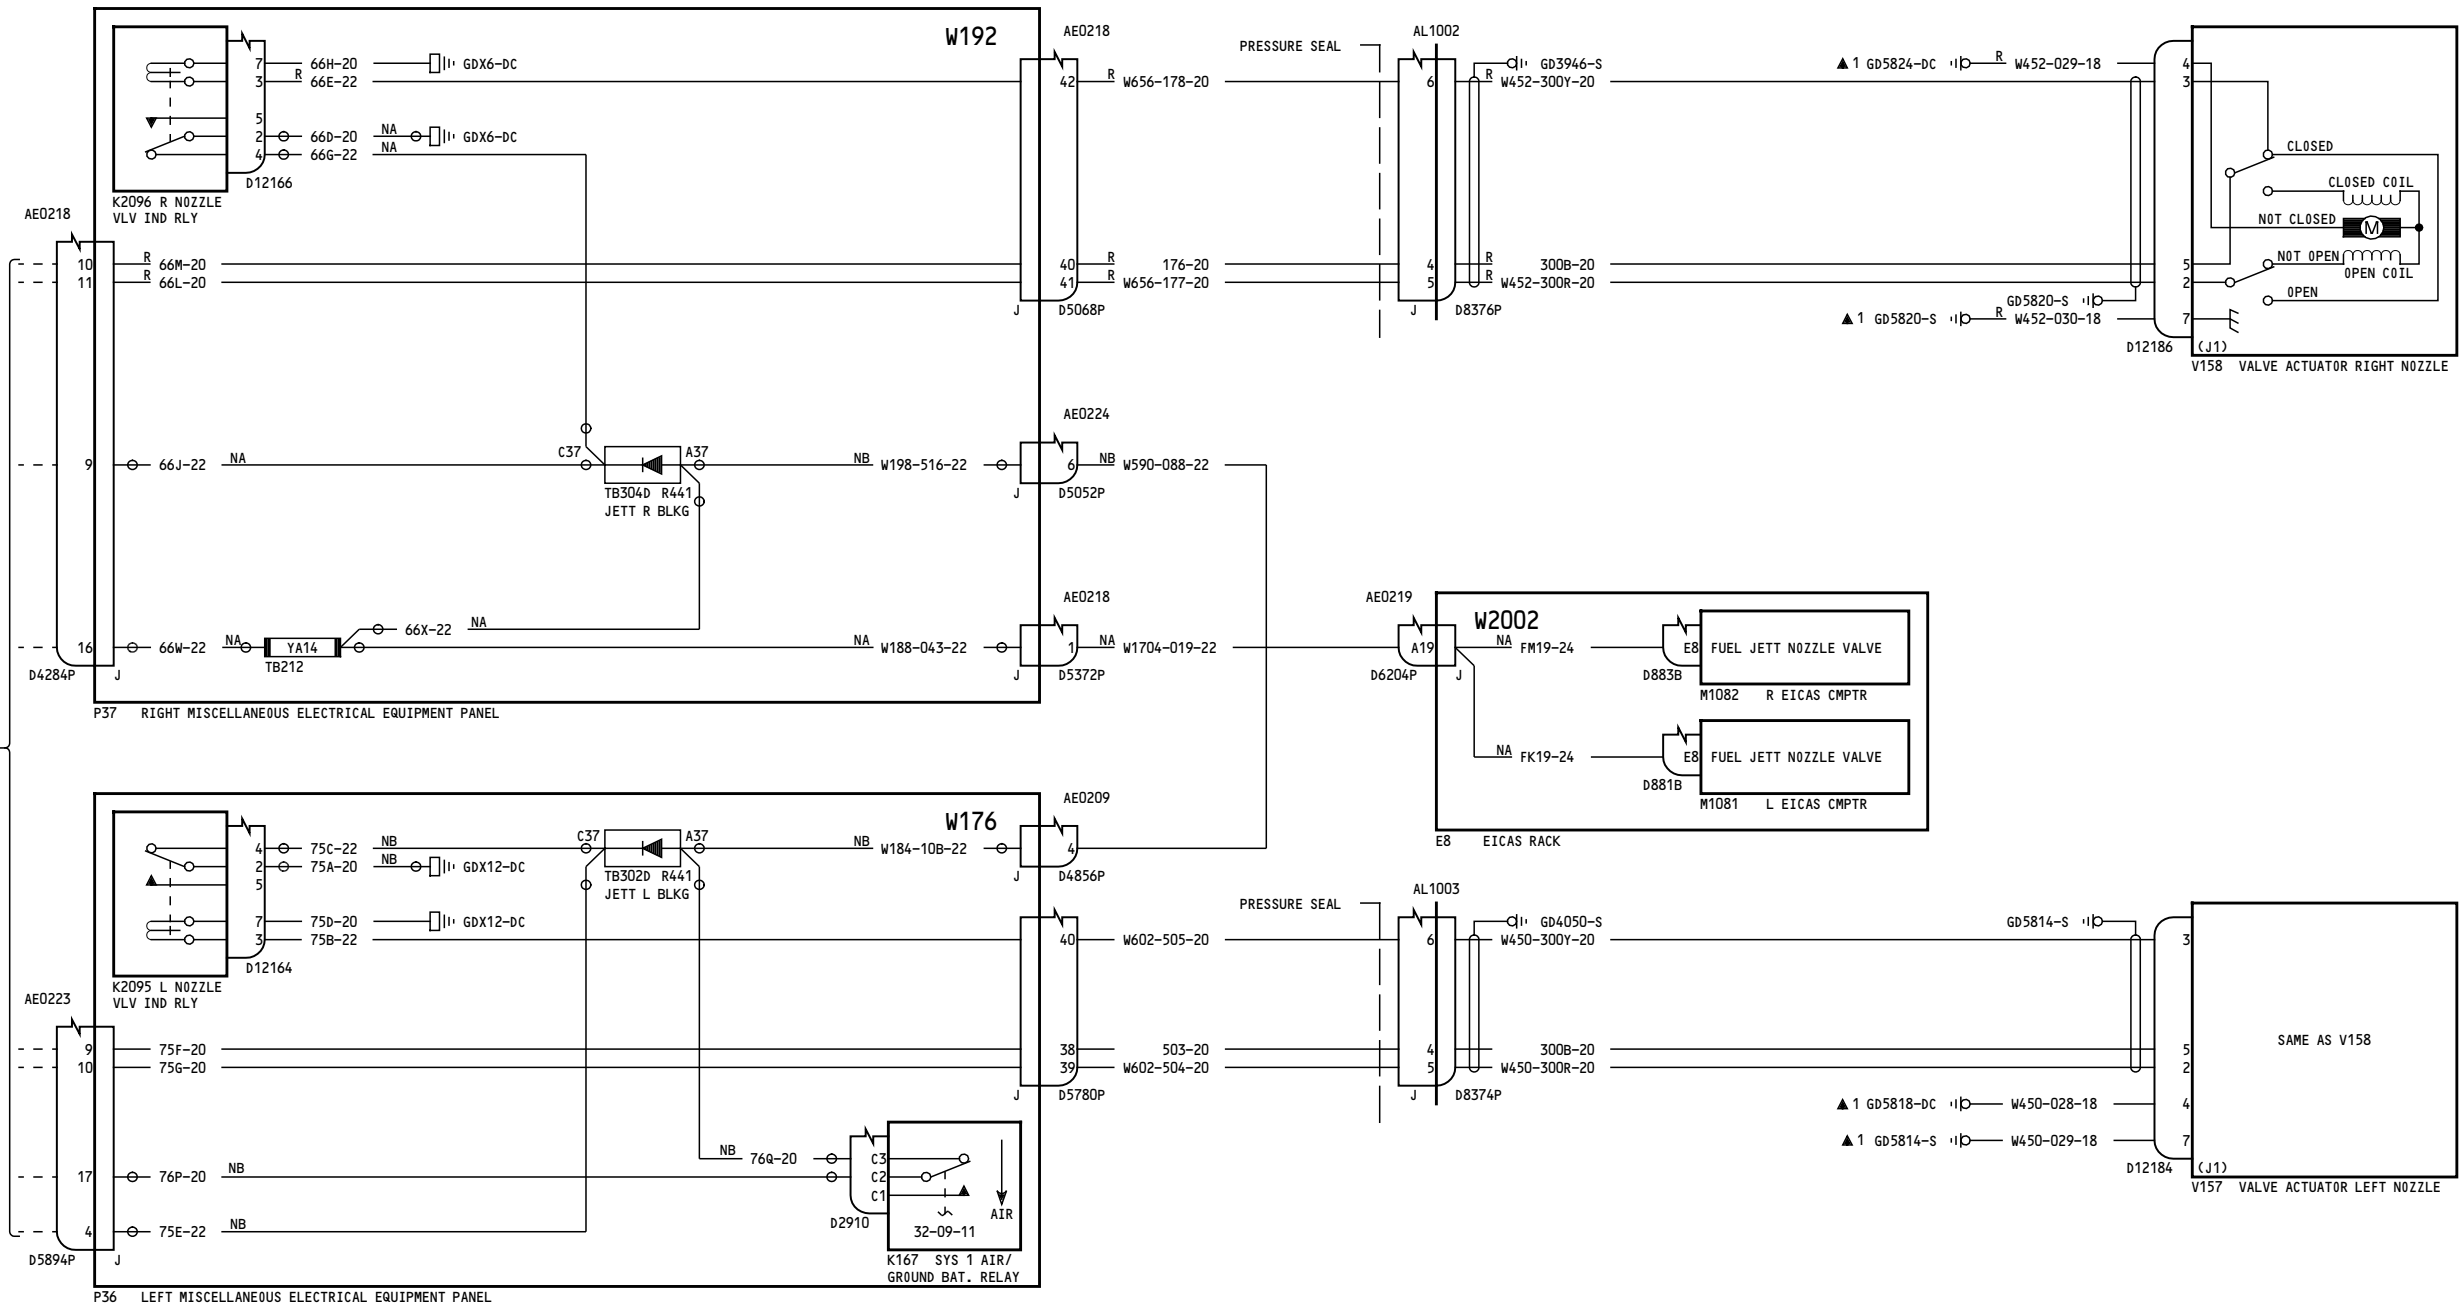 W192
AE0218
7 66H-20 GDX6-DC
3 R 66E-22
5
2 66D-20 NA GDX6-DC
4 66G-22 NA
D12166
K2096 R NOZZLE
VLV IND RLY
42 R W656-178-20
PRESSURE SEAL
AL1002
6 R W452-300Y-20
GD3946-S
1 GD5824-DC R W452-029-18 4
3
CLOSED
CLOSED COIL
NOT CLOSED
M
NOT OPEN
OPEN COIL
OPEN
AE0218
10 R 66M-20
11 R 66L-20
40 R 176-20
41 R W656-177-20
J D5068P
4 R 300B-20
5 R W452-300R-20
J D8376P
5
2
GD5820-S
1 GD5820-S R W452-030-18 7
D12186 (J1)
V158 VALVE ACTUATOR RIGHT NOZZLE
AE0224
9 66J-22 NA
C37 A37
NB W198-516-22
6 NB W590-088-22
TB304D R441
JETT R BLKG
J D5052P
AE0218
66X-22 NA
16 66W-22 NA YA14
TB212
NA W188-043-22
1 NA W1704-019-22
J D5372P
D4284P J
P37 RIGHT MISCELLANEOUS ELECTRICAL EQUIPMENT PANEL
AE0219
W2002
A19 NA FM19-24 E8 FUEL JETT NOZZLE VALVE
D6204P J
D883B
M1082 R EICAS CMPTR
NA FK19-24 E8 FUEL JETT NOZZLE VALVE
D881B
M1081 L EICAS CMPTR
E8 EICAS RACK
W176
AE0209
4 75C-22 NB
C37 A37
NB W184-10B-22
4
2 75A-20 NB GDX12-DC
5
TB302D R441
JETT L BLKG
J D4856P
7 75D-20 GDX12-DC
3 75B-22
D12164
K2095 L NOZZLE
VLV IND RLY
40 W602-505-20
PRESSURE SEAL
AL1003
6 W450-300Y-20
GD4050-S
GD5814-S
3
AE0223
9 75F-20
10 75G-20
38 503-20
39 W602-504-20
J D5780P
4 300B-20
5 W450-300R-20
J D8374P
5
2
SAME AS V158
1 GD5818-DC W450-028-18 4
1 GD5814-S W450-029-18 7
D12184 (J1)
V157 VALVE ACTUATOR LEFT NOZZLE
NB 76Q-20 C3
17 76P-20 NB C2
C1
D2910
AIR
32-09-11
4 75E-22 NB
D5894P J
K167 SYS 1 AIR/
GROUND BAT. RELAY
P36 LEFT MISCELLANEOUS ELECTRICAL EQUIPMENT PANEL